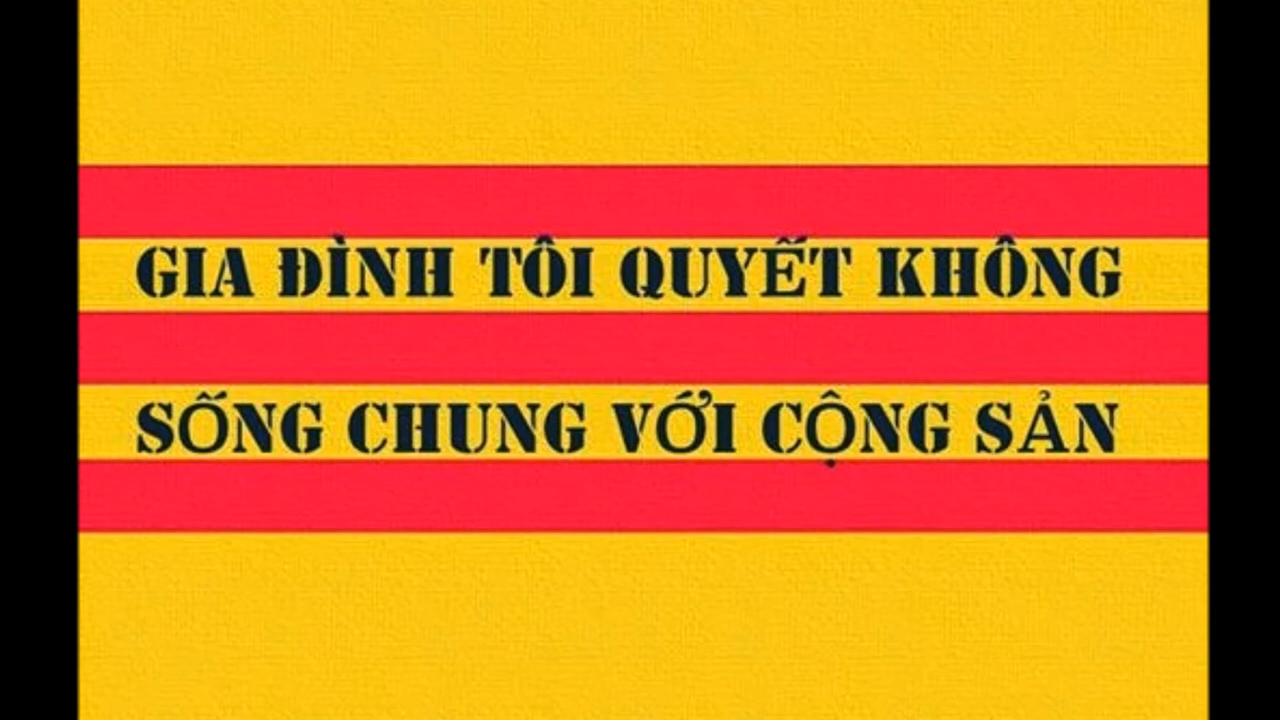 GIA ĐÌNH TÔI QUYẾT KHÔNG
SỐNG CHUNG VỚI CỘNG SẢN